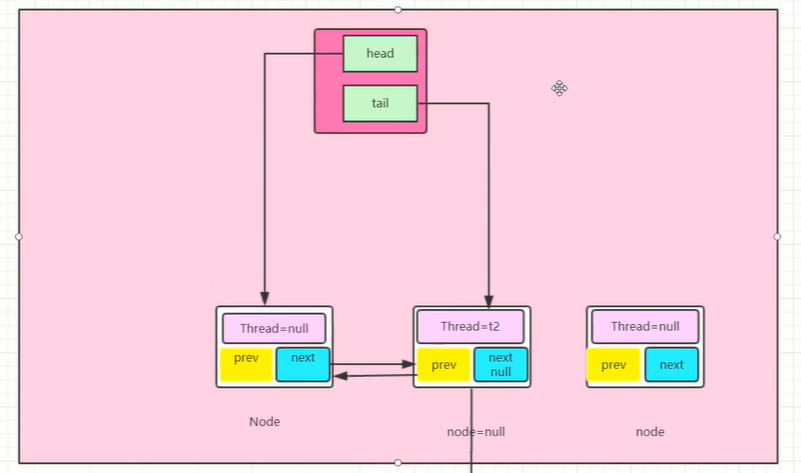 head
tail
Thread=null
prev
next
Thread=t2
prev
next
null
Thread=null
prev
next
Node
node=null
node